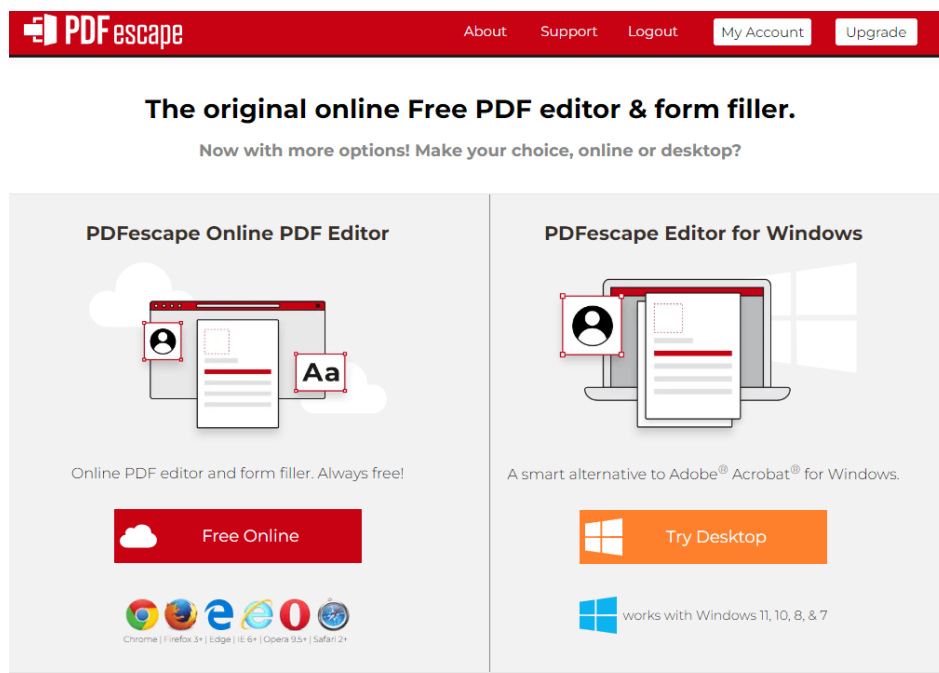 PDFescape
About Support Logout My Account Upgrade
The original online Free PDF editor & form filler.
Now with more options! Make your choice, online or desktop?
PDFescape Online PDF Editor
Aa
Online PDF editor and form filler. Always free!
Free Online
Chrome | Firefox 3+ | Edge | IE 6+ | Opera 9.5+ | Safari 2+
PDFescape Editor for Windows
A smart alternative to Adobe® Acrobat® for Windows.
Try Desktop
works with Windows 11, 10, 8, & 7